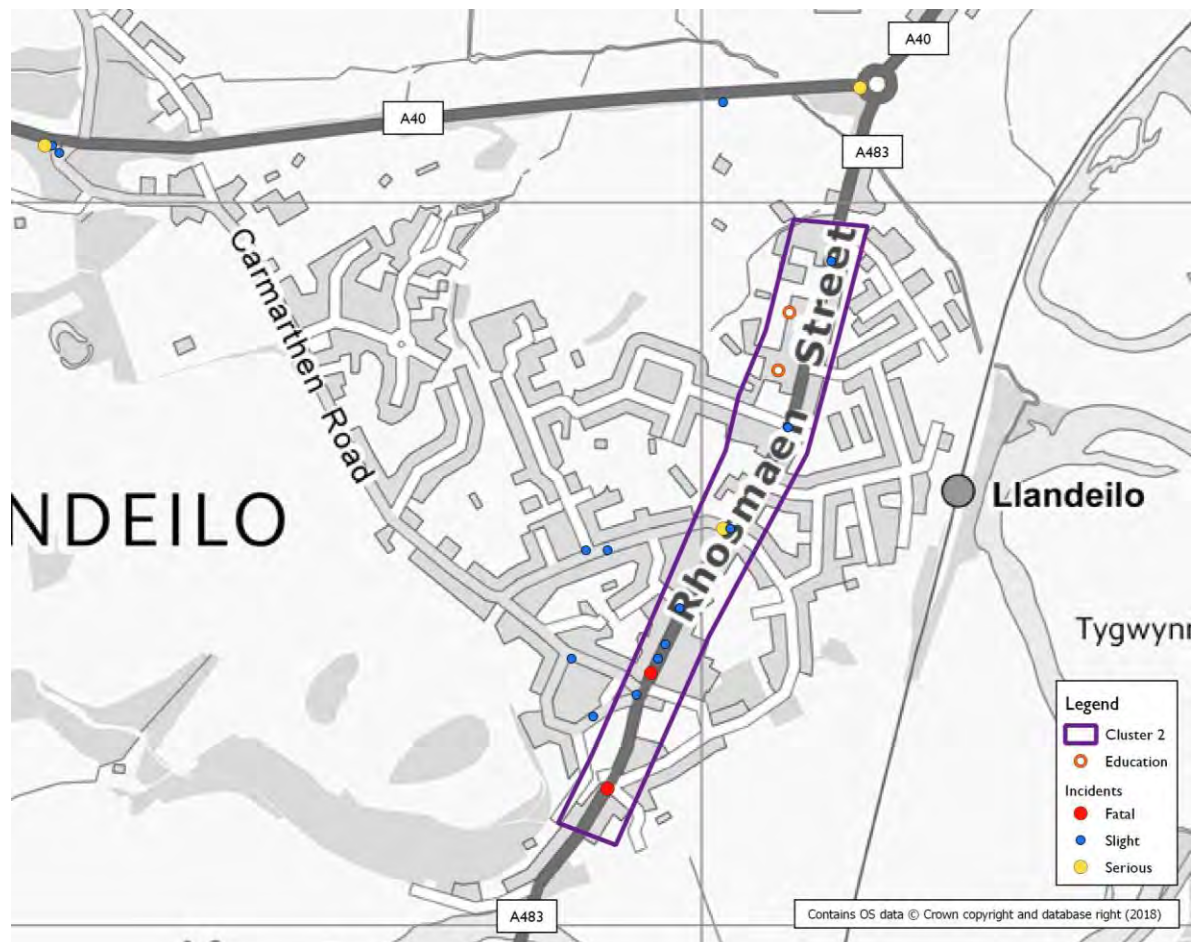 A40
A40
A483
Carmarthen Road
Rhosmaen Street
NDEILO
Llandeilo
Tygwynn
Legend
Cluster 2
Education
Incidents
Fatal
Slight
Serious
A483
Contains OS data © Crown copyright and database right (2018)